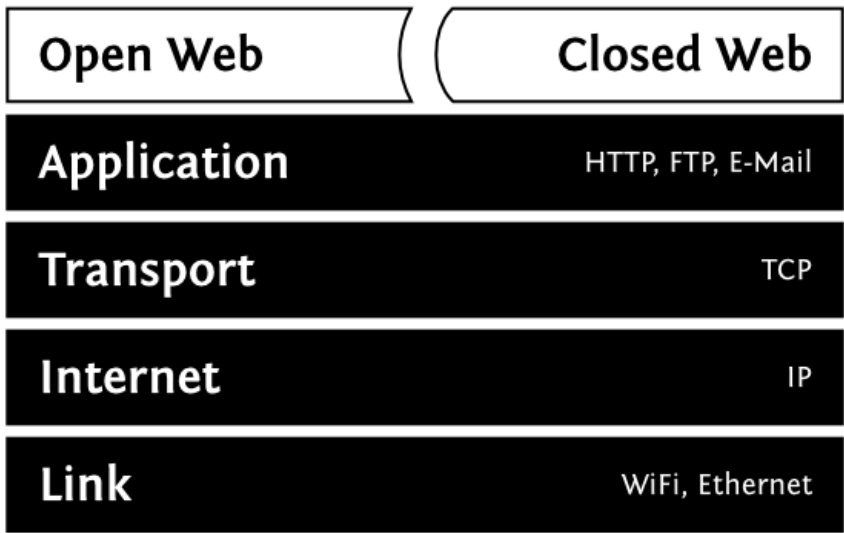 Open Web Closed Web
Application HTTP, FTP, E-Mail
Transport TCP
Internet IP
Link WiFi, Ethernet